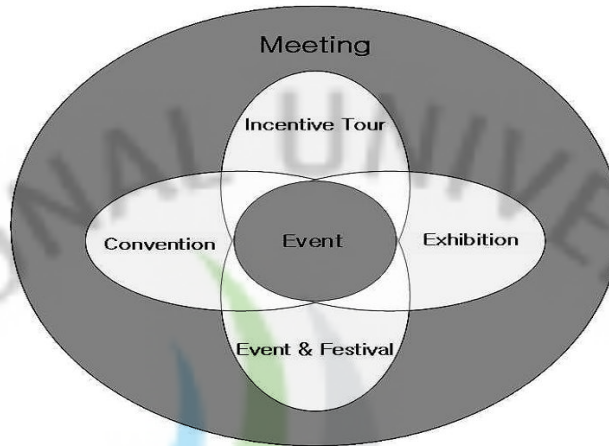 Meeting
Incentive Tour
Convention
Event
Exhibition
Event & Festival